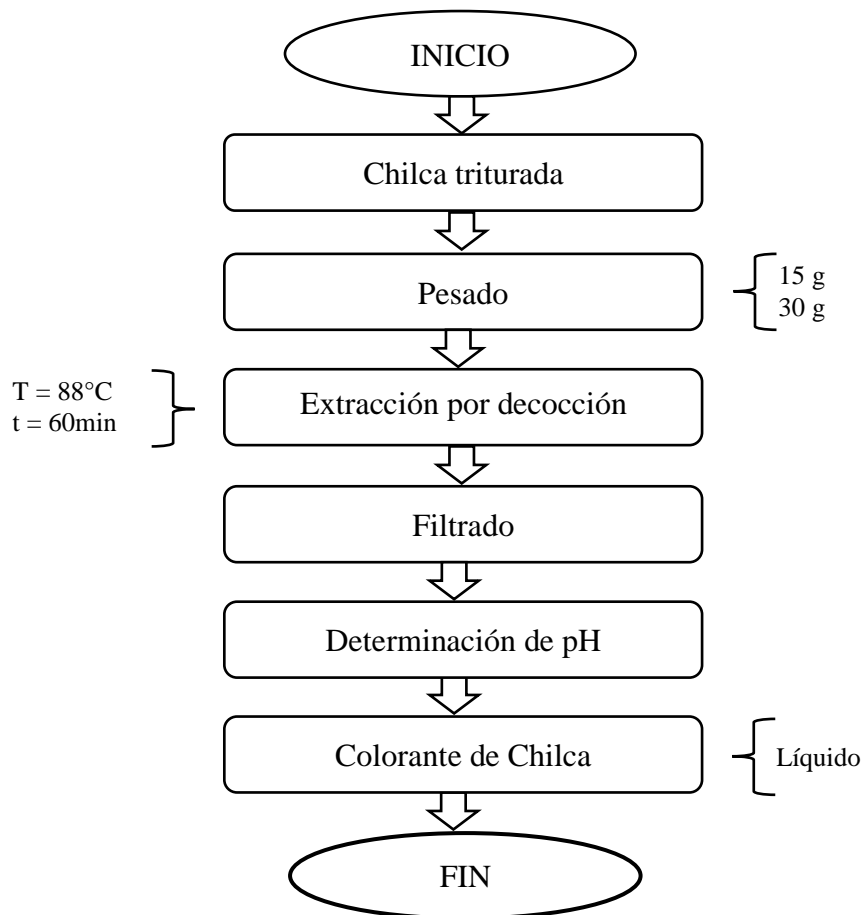 INICIO
Chilca triturada
Pesado
15 g
30 g
T = 88°C
t = 60min
Extracción por decocción
Filtrado
Determinación de pH
Colorante de Chilca
Líquido
FIN